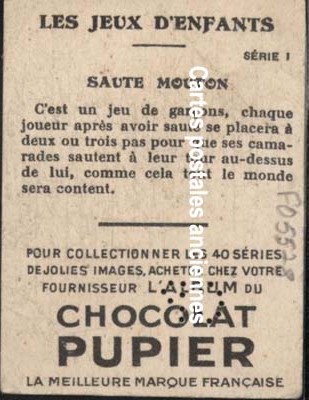 LES JEUX D'ENFANTS
SÉRIE 1
SAUTE MOUTON
C'est un jeu de garçons, chaque
joueur après avoir sauté se placera à
deux ou trois pas pour que ses cama-
rades sautent à leur tour au-dessus
de lui, comme cela tout le monde
sera content.
POUR COLLECTIONNER LES 40 SÉRIES
DE JOLIES IMAGES, ACHETEZ CHEZ VOTRE
FOURNISSEUR L'ALBUM DU
CHOCOLAT
PUPIER
LA MEILLEURE MARQUE FRANÇAISE
Cartes postales anciennes